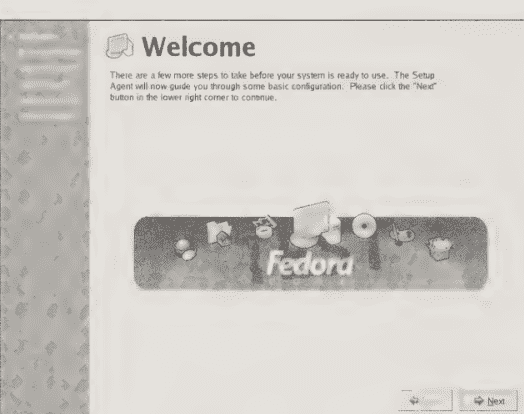 Welcome
There are a few more steps to take before your system is ready to use. The Setup
Agent will now guide you through some basic configuration. Please click the "Next"
button in the lower right corner to continue.
Fedora
Next